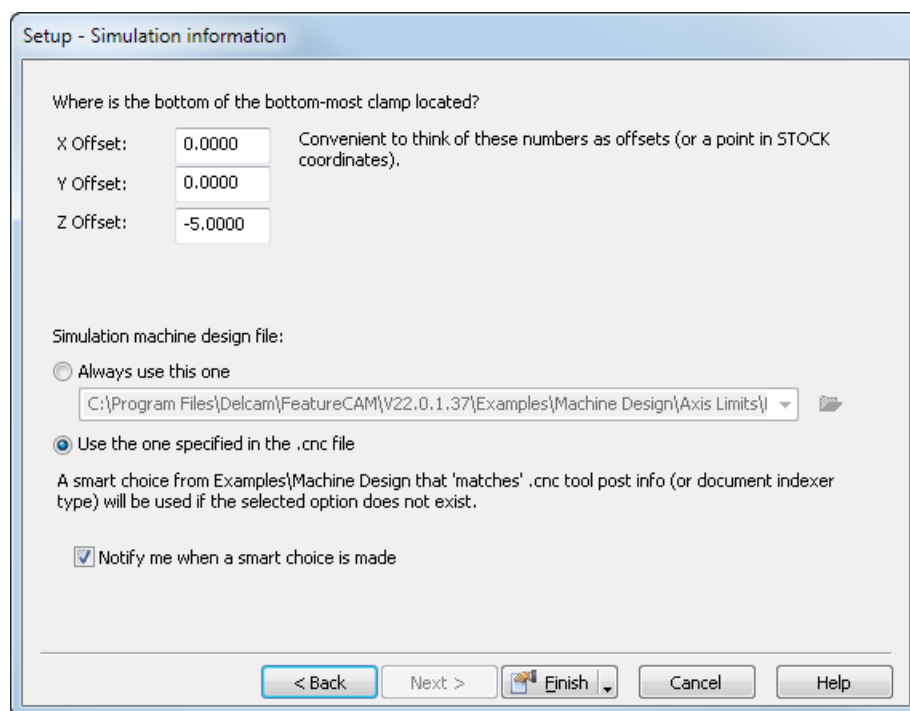 Setup - Simulation information
Where is the bottom of the bottom-most clamp located?
X Offset: 0.0000 Convenient to think of these numbers as offsets (or a point in STOCK
coordinates).
Y Offset: 0.0000
Z Offset: -5.0000
Simulation machine design file:
Always use this one
C:\Program Files\Delcam\FeatureCAM\V22.0.1.37\Examples\Machine Design\Axis Limits\
Use the one specified in the .cnc file
A smart choice from Examples\Machine Design that 'matches' .cnc tool post info (or document indexer
type) will be used if the selected option does not exist.
Notify me when a smart choice is made
< Back Next > Finish Cancel Help